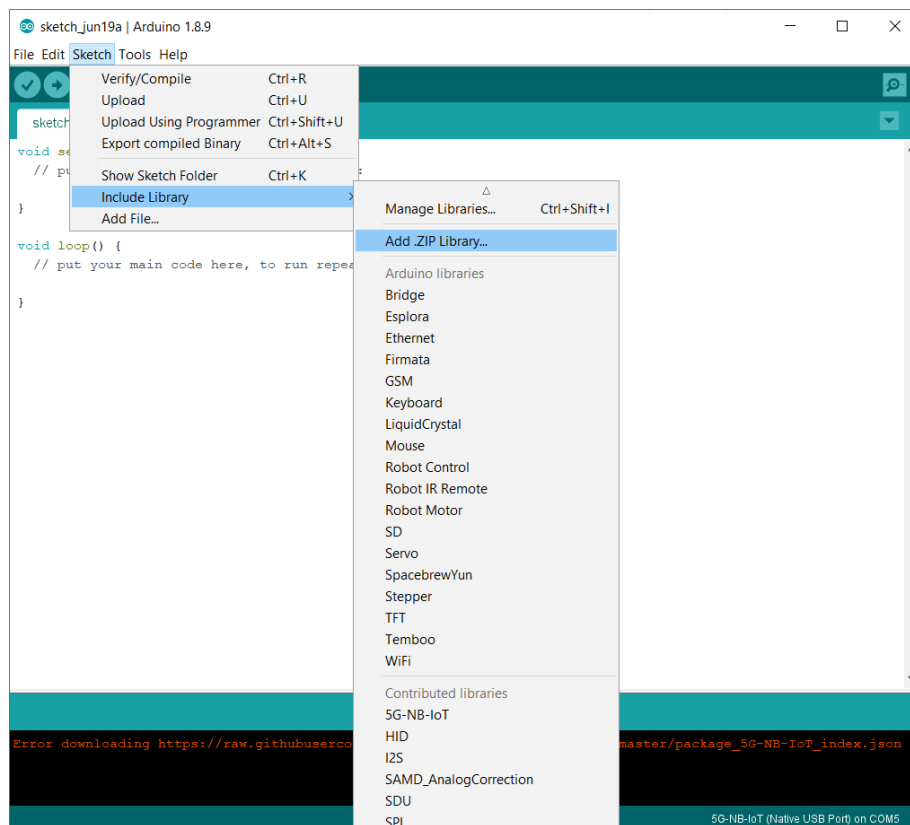 sketch_jun19a | Arduino 1.8.9
File Edit Sketch Tools Help
Verify/Compile Ctrl+R
Upload Ctrl+U
Upload Using Programmer Ctrl+Shift+U
Export compiled Binary Ctrl+Alt+S
Show Sketch Folder Ctrl+K
Include Library
Add File...
Manage Libraries... Ctrl+Shift+I
Add .ZIP Library...
Arduino libraries
Bridge
Esplora
Ethernet
Firmata
GSM
Keyboard
LiquidCrystal
Mouse
Robot Control
Robot IR Remote
Robot Motor
SD
Servo
SpacebrewYun
Stepper
TFT
Temboo
WiFi
Contributed libraries
5G-NB-IoT
HID
I2S
SAMD_AnalogCorrection
SDU
SPI
sketch
void se
// pu :
}
void loop() {
// put your main code here, to run repea
}
Error downloading https://raw.githubuserco master/package_5G-NB-IoT_index.json
5G-NB-IoT (Native USB Port) on COM5